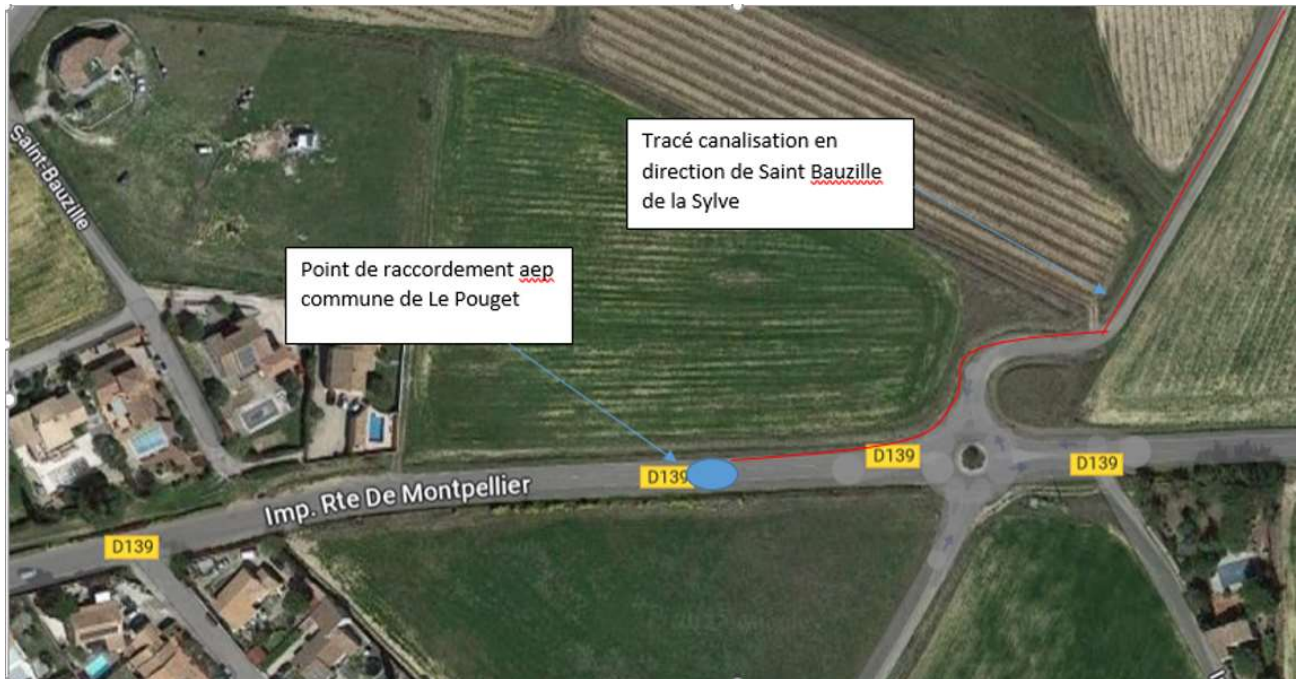 Tracé canalisation en
direction de Saint Bauzille
de la Sylve
Saint-Bauzille
Point de raccordement aep
commune de Le Pouget
D139
D139
D139
Imp. Rte De Montpellier
D139